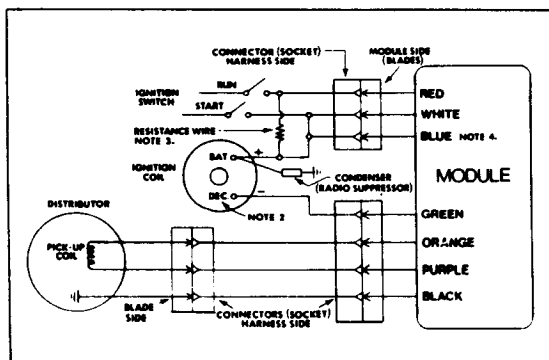 CONNECTOR (SOCKET)
HARNESS SIDE
MODULE SIDE
(BLADES)
RUN
IGNITION
SWITCH
START
RED
WHITE
BLUE NOTE 4.
RESISTANCE WIRE
NOTE 3.
BAT
+
IGNITION
COIL
CONDENSER
(RADIO SUPPRESSOR)
MODULE
DEC
−
NOTE 2
GREEN
DISTRIBUTOR
PICK-UP
COIL
ORANGE
PURPLE
BLACK
BLADE
SIDE
CONNECTORS (SOCKET)
HARNESS SIDE